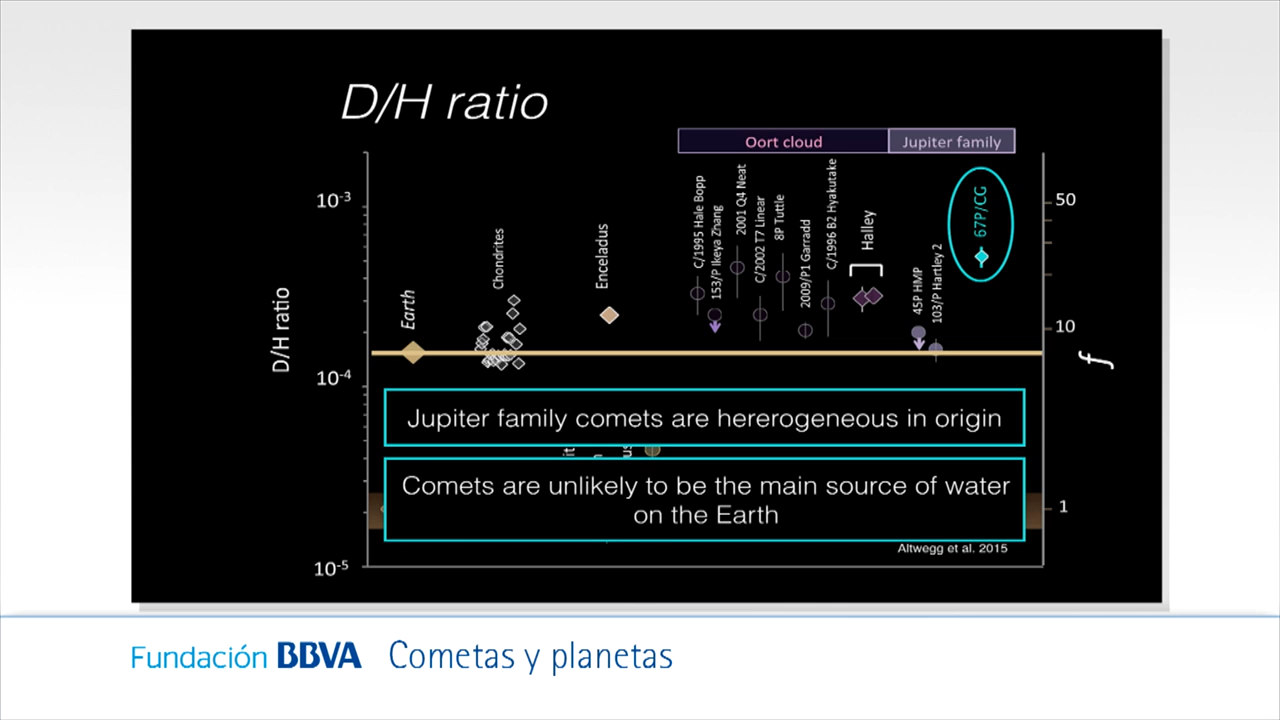 D/H ratio
Oort cloud
Jupiter family
10-3
50
C/1995 Hale Bopp
153/P Ikeya Zhang
2001 Q4 Neat
C/2002 T7 Linear
8P Tuttle
2009/P1 Garradd
C/1996 B2 Hyakutake
Halley
45P HMP
103/P Hartley 2
67P/CG
Chondrites
Enceladus
Earth
D/H ratio
10
f
10-4
Jupiter family comets are hererogeneous in origin
Comets are unlikely to be the main source of water
on the Earth
1
Altwegg et al. 2015
10-5
Fundación BBVA
Cometas y planetas